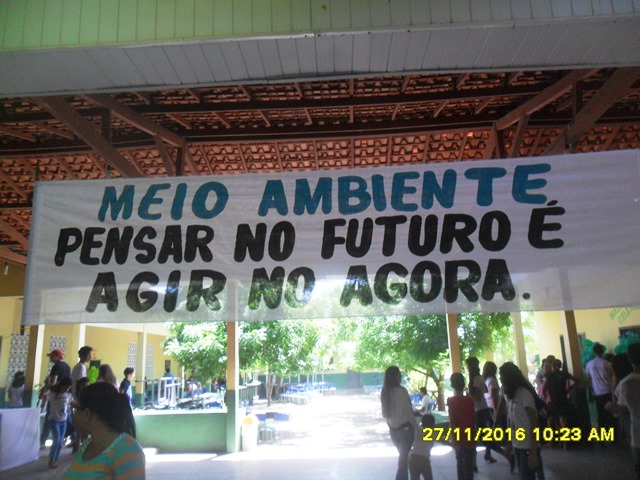 MEIO AMBIENTE
PENSAR NO FUTURO É
AGIR NO AGORA.
27/11/2016 10:23 AM